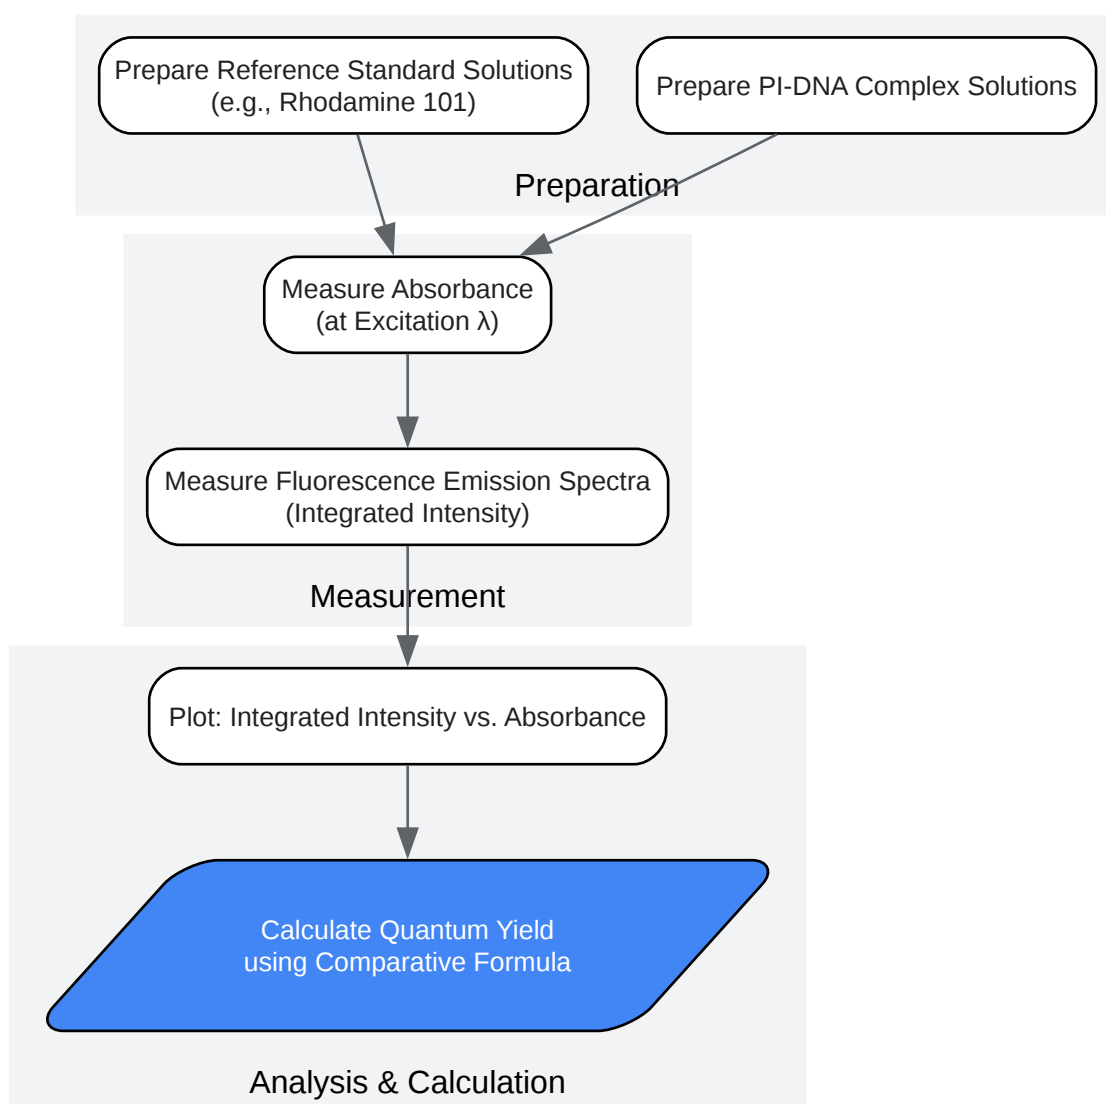 Prepare Reference Standard Solutions
(e.g., Rhodamine 101)
Prepare PI-DNA Complex Solutions
Preparation
Measure Absorbance
(at Excitation λ)
Measure Fluorescence Emission Spectra
(Integrated Intensity)
Measurement
Plot: Integrated Intensity vs. Absorbance
Calculate Quantum Yield
using Comparative Formula
Analysis & Calculation